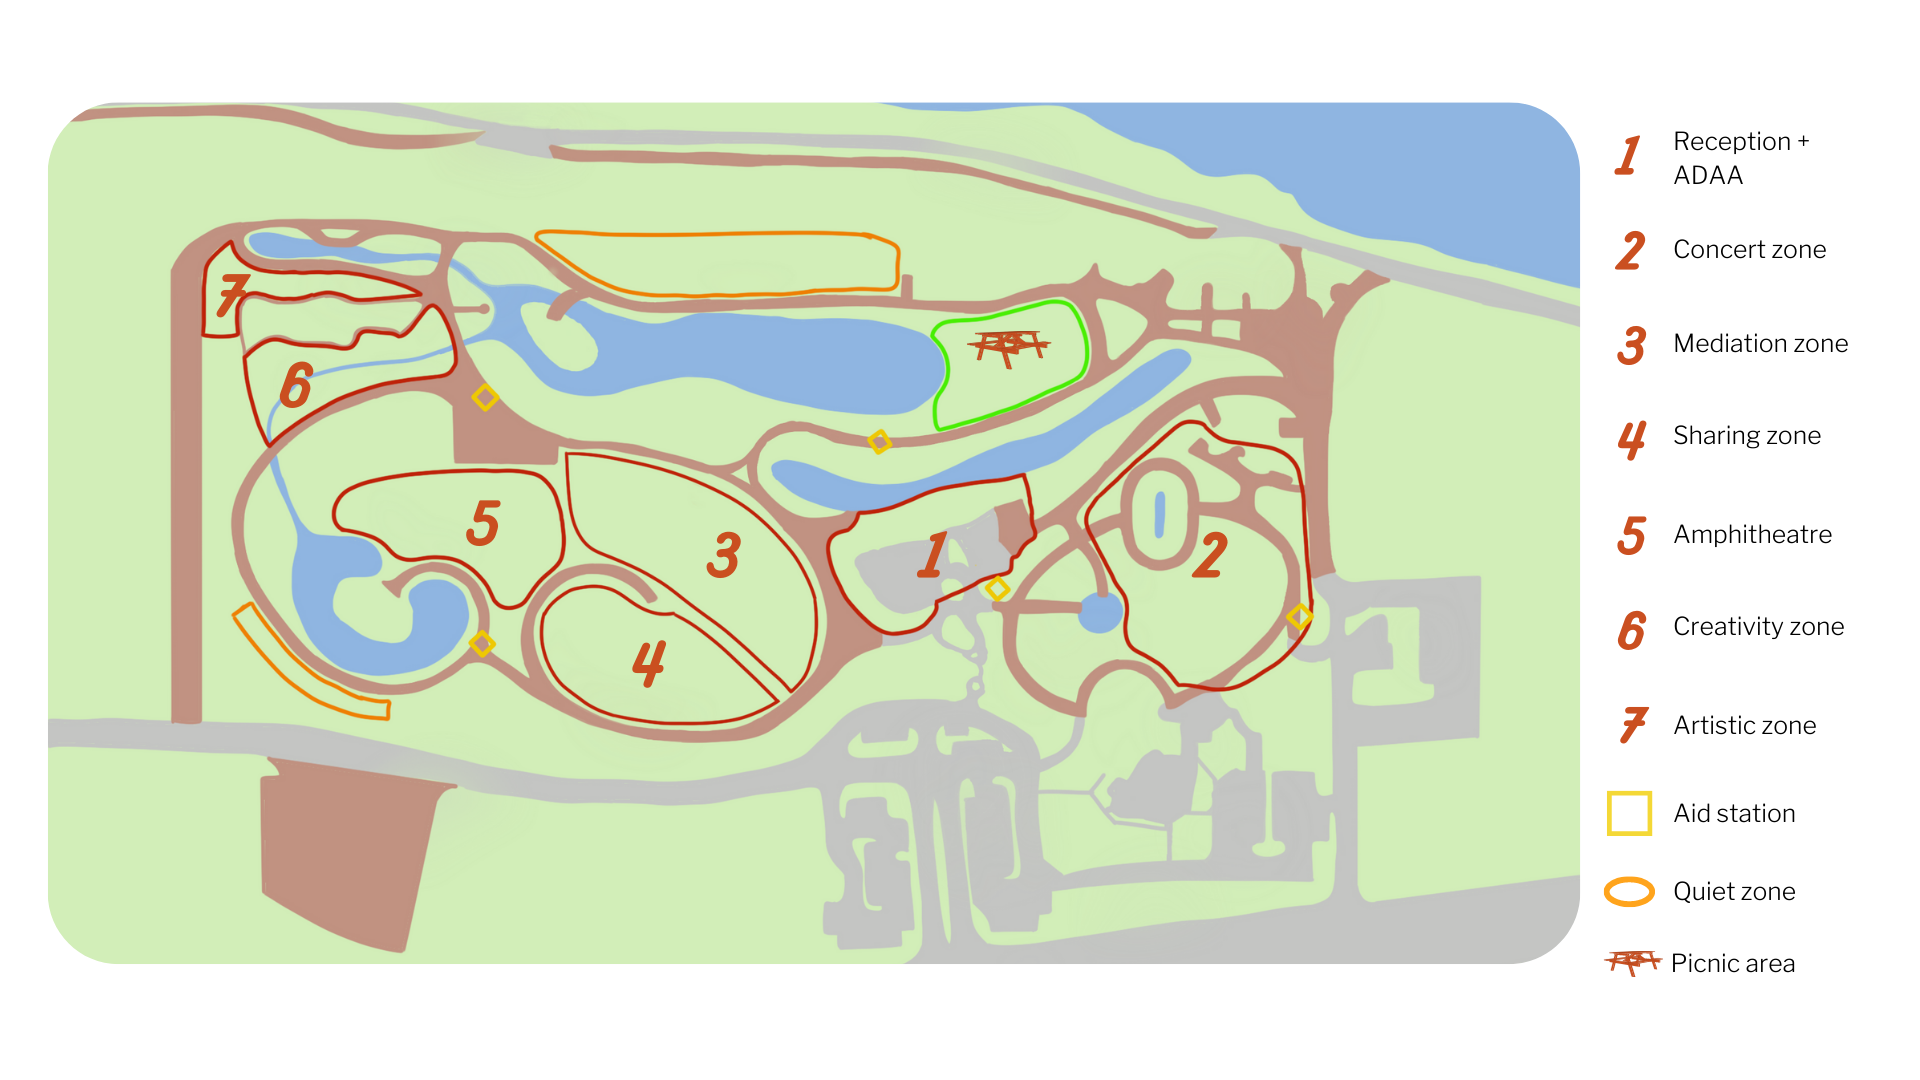 7
6
5
3
4
1
2
1 Reception +
ADAA
2 Concert zone
3 Mediation zone
4 Sharing zone
5 Amphitheatre
6 Creativity zone
7 Artistic zone
Aid station
Quiet zone
Picnic area